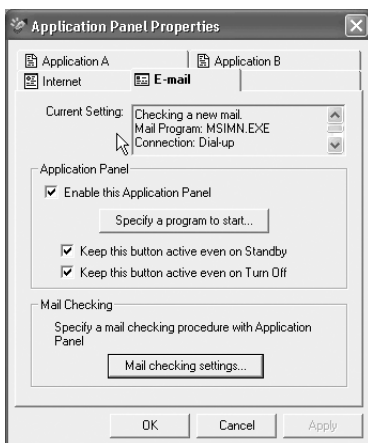 Application Panel Properties
Application A
Application B
Internet
E-mail
Current Setting:
Checking a new mail.
Mail Program: MSIMN.EXE
Connection: Dial-up
Application Panel
Enable this Application Panel
Specify a program to start...
Keep this button active even on Standby
Keep this button active even on Turn Off
Mail Checking
Specify a mail checking procedure with Application
Panel
Mail checking settings...
OK
Cancel
Apply